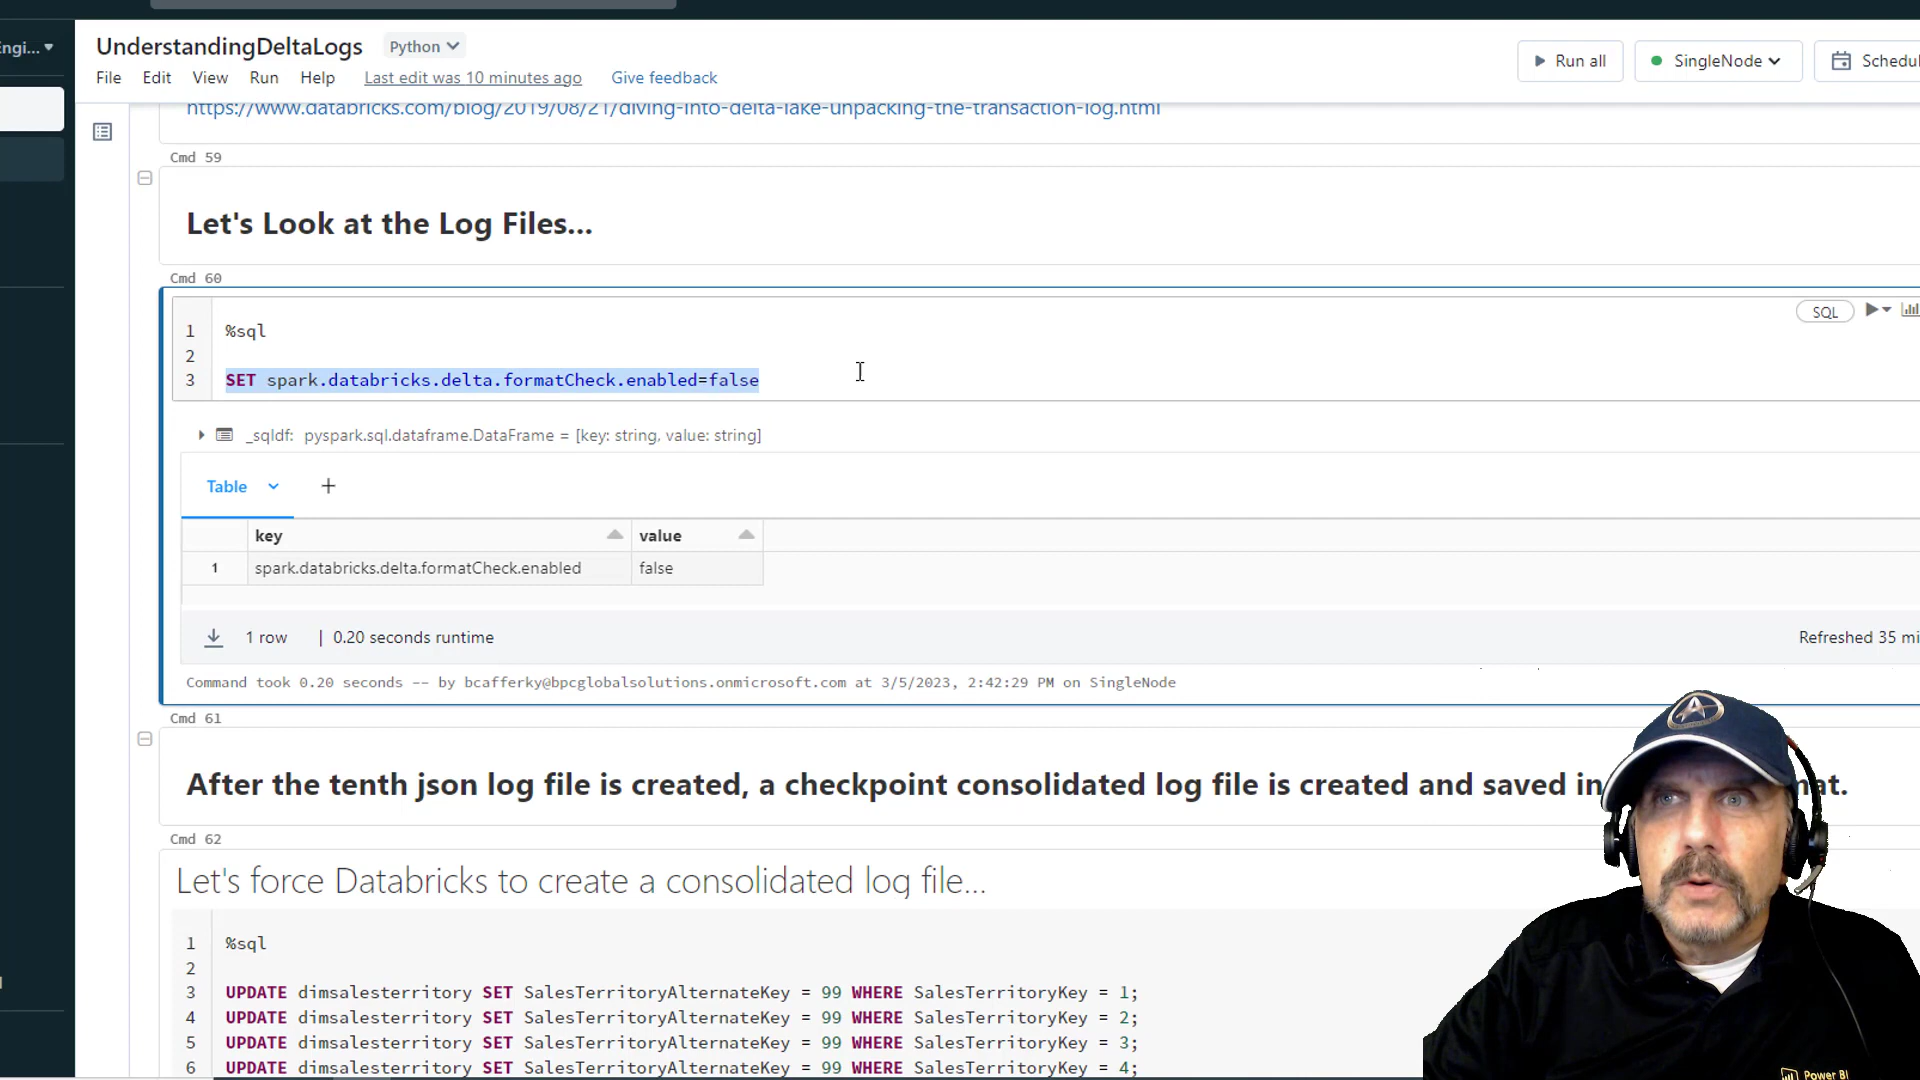 Engi...
UnderstandingDeltaLogs Python
Run all SingleNode Schedul
File Edit View Run Help Last edit was 10 minutes ago Give feedback
https://www.databricks.com/blog/2019/08/21/diving-into-delta-lake-unpacking-the-transaction-log.html
Cmd 59
Let's Look at the Log Files...
Cmd 60
SQL
1 %sql
2
3 SET spark.databricks.delta.formatCheck.enabled=false
_sqldf: pyspark.sql.dataframe.DataFrame = [key: string, value: string]
Table +
key value
1 spark.databricks.delta.formatCheck.enabled false
1 row | 0.20 seconds runtime Refreshed 35 mi
Command took 0.20 seconds -- by bcafferky@bpcglobalsolutions.onmicrosoft.com at 3/5/2023, 2:42:29 PM on SingleNode
Cmd 61
After the tenth json log file is created, a checkpoint consolidated log file is created and saved in mat.
Cmd 62
Let's force Databricks to create a consolidated log file...
1 %sql
2
3 UPDATE dimsalesterritory SET SalesTerritoryAlternateKey = 99 WHERE SalesTerritoryKey = 1;
4 UPDATE dimsalesterritory SET SalesTerritoryAlternateKey = 99 WHERE SalesTerritoryKey = 2;
5 UPDATE dimsalesterritory SET SalesTerritoryAlternateKey = 99 WHERE SalesTerritoryKey = 3;
6 UPDATE dimsalesterritory SET SalesTerritoryAlternateKey = 99 WHERE SalesTerritoryKey = 4;
Power BI